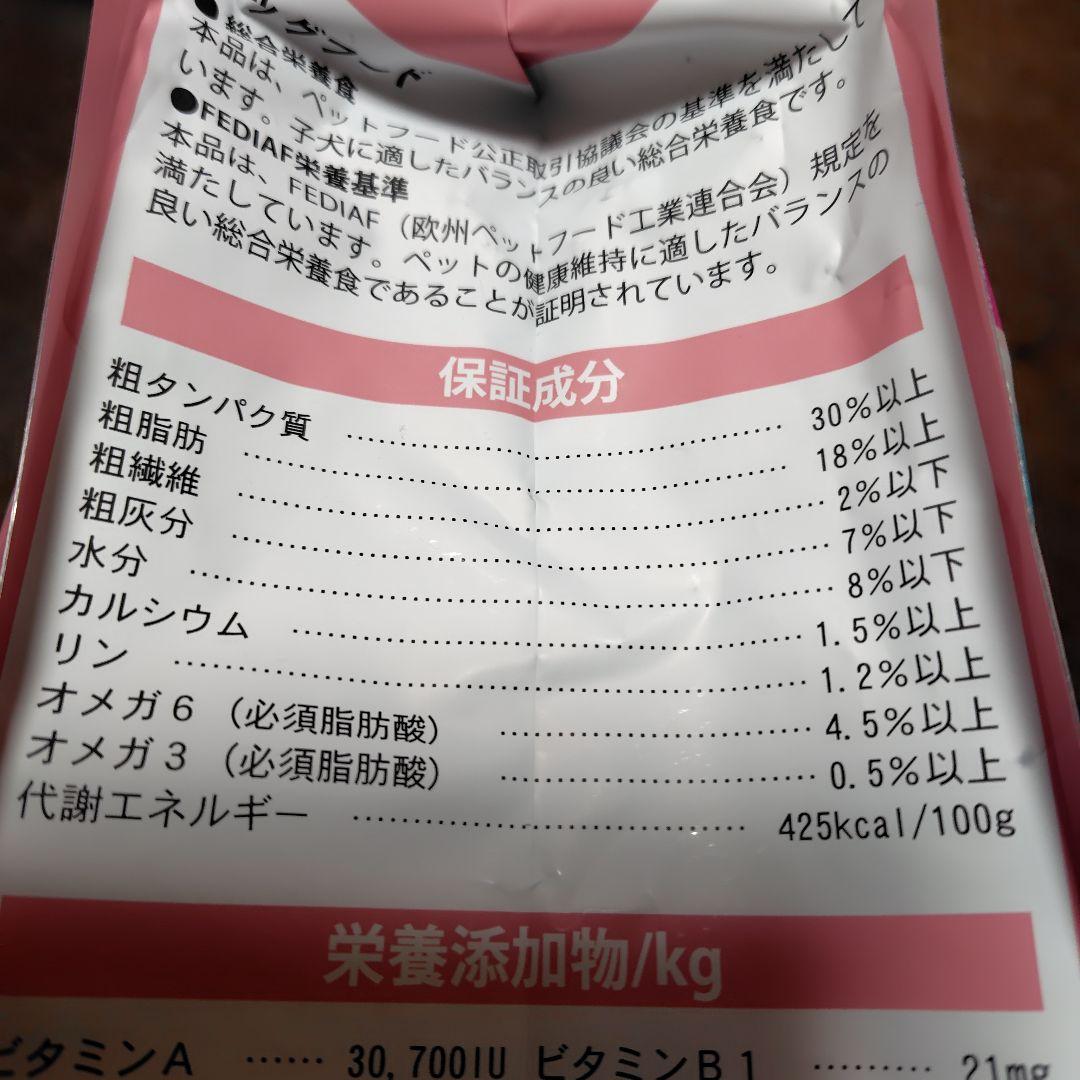 ッグフード
●総合栄養食
本品は、ペットフード公正取引協議会の基準を満たして
います。子犬に適したバランスの良い総合栄養食です。
●FEDIAF栄養基準
本品は、FEDIAF（欧州ペットフード工業連合会）規定を
満たしています。ペットの健康維持に適したバランスの
良い総合栄養食であることが証明されています。
保証成分
粗タンパク質 ………… 30%以上
粗脂肪 ………… 18%以上
粗繊維 ………… 2%以下
粗灰分 ………… 7%以下
水分 ………… 8%以下
カルシウム ………… 1.5%以上
リン ………… 1.2%以上
オメガ6（必須脂肪酸） ………… 4.5%以上
オメガ3（必須脂肪酸） ………… 0.5%以上
代謝エネルギー ………… 425kcal/100g
栄養添加物/kg
ビタミンA …… 30,700IU ビタミンB1 ……… 21mg